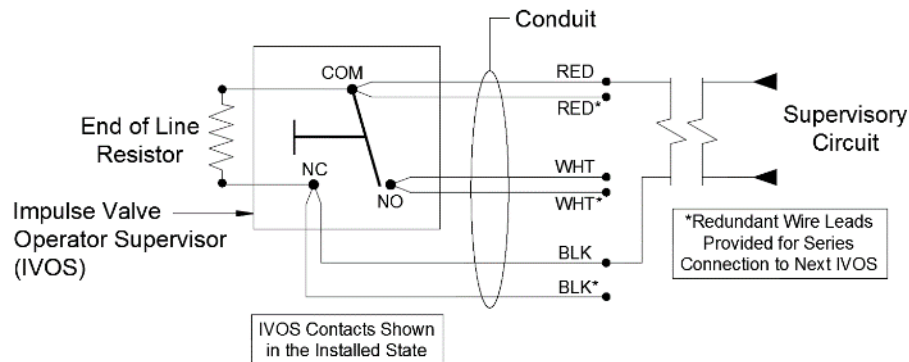 Conduit
COM
RED
RED*
End of Line
Resistor
Supervisory
Circuit
NC
NO
WHT
WHT*
Impulse Valve
Operator Supervisor
(IVOS)
*Redundant Wire Leads
Provided for Series
Connection to Next IVOS
BLK
BLK*
IVOS Contacts Shown
in the Installed State